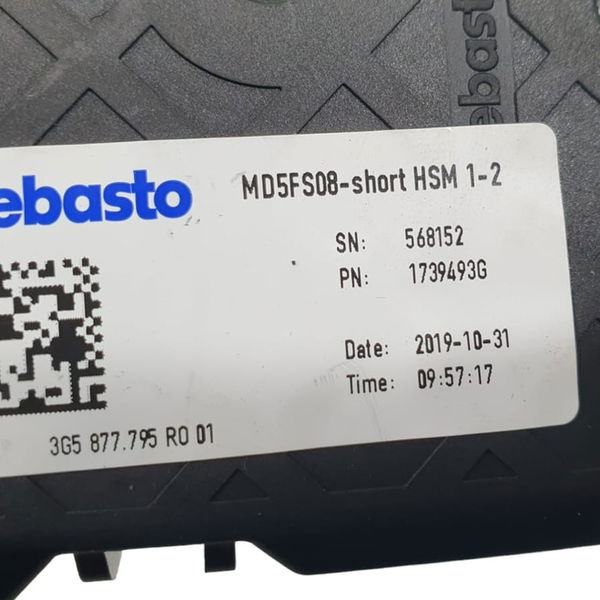 ebasto
ebasto
MD5FS08-short HSM 1-2
SN: 568152
PN: 1739493G
Date: 2019-10-31
Time: 09:57:17
3G5 877.795 RO 01